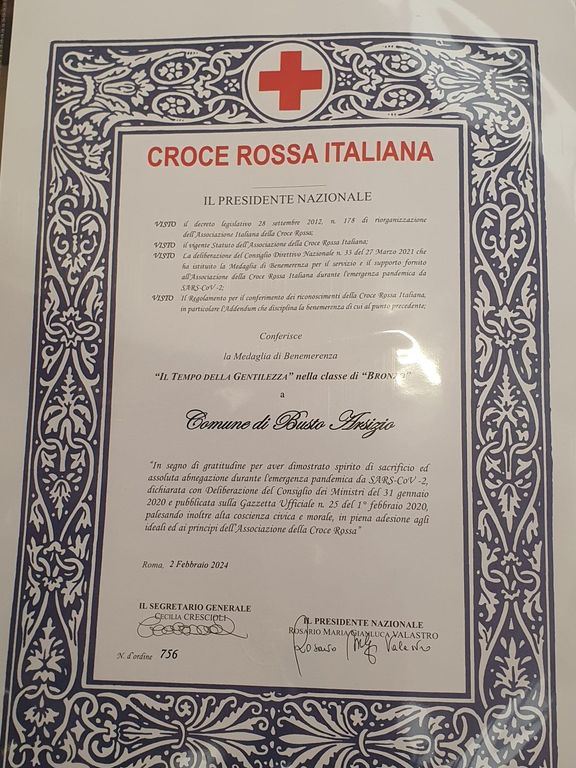 CROCE ROSSA ITALIANA
IL PRESIDENTE NAZIONALE
VISTO il decreto legislativo 28 settembre 2012, n. 178 di riorganizzazione
dell'Associazione Italiana della Croce Rossa;
VISTO il vigente Statuto dell'Associazione della Croce Rossa Italiana;
VISTO La deliberazione del Consiglio Direttivo Nazionale n. 33 del 27 Marzo 2021 che
ha istituito la Medaglia di Benemerenza per il servizio e il supporto fornito
all'Associazione della Croce Rossa Italiana durante l'emergenza pandemica da
SARS-CoV -2;
VISTO Il Regolamento per il conferimento dei riconoscimenti della Croce Rossa Italiana,
in particolare l'Addendum che disciplina la benemerenza di cui al punto precedente;
Conferisce
la Medaglia di Benemerenza
"IL TEMPO DELLA GENTILEZZA" nella classe di "BRONZO"
a
Comune di Busto Arsizio
"In segno di gratitudine per aver dimostrato spirito di sacrificio ed
assoluta abnegazione durante l'emergenza pandemica da SARS-CoV -2,
dichiarata con Deliberazione del Consiglio dei Ministri del 31 gennaio
2020 e pubblicata sulla Gazzetta Ufficiale n. 25 del 1° febbraio 2020,
palesando inoltre alta coscienza civica e morale, in piena adesione agli
ideali ed ai principi dell'Associazione della Croce Rossa"
Roma, 2 Febbraio 2024
IL SEGRETARIO GENERALE
CECILIA CRESCIOLI
IL PRESIDENTE NAZIONALE
ROSARIO MARIA GIANLUCA VALASTRO
Rosario Valastro
N. d'ordine 756